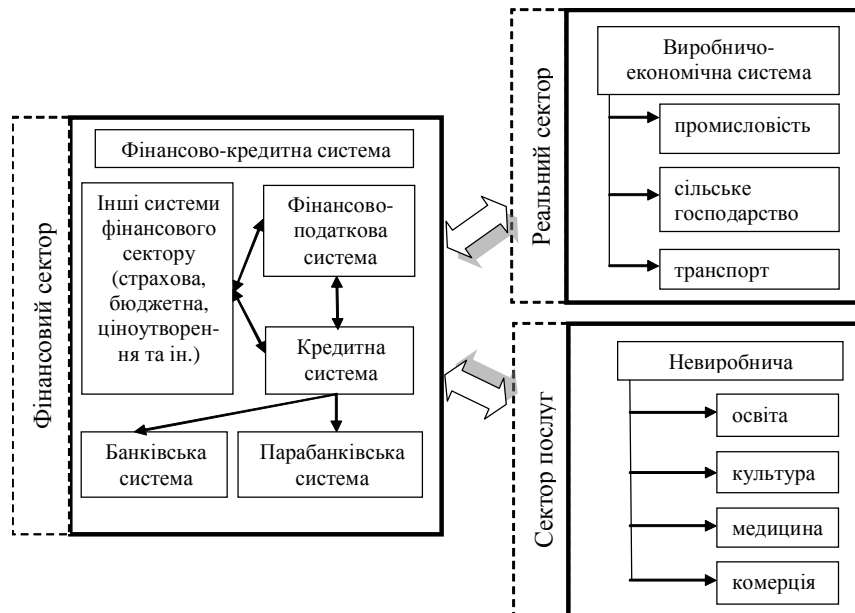 Фінансовий сектор
Фінансово-кредитна система
Інші системи
фінансового
сектору
(страхова,
бюджетна,
ціноутворен-
ня та ін.)
Фінансово-
податкова
система
Кредитна
система
Банківська
система
Парабанківська
система
Реальний сектор
Виробничо-
економічна система
промисловість
сільське
господарство
транспорт
Сектор послуг
Невиробнича
освіта
культура
медицина
комерція